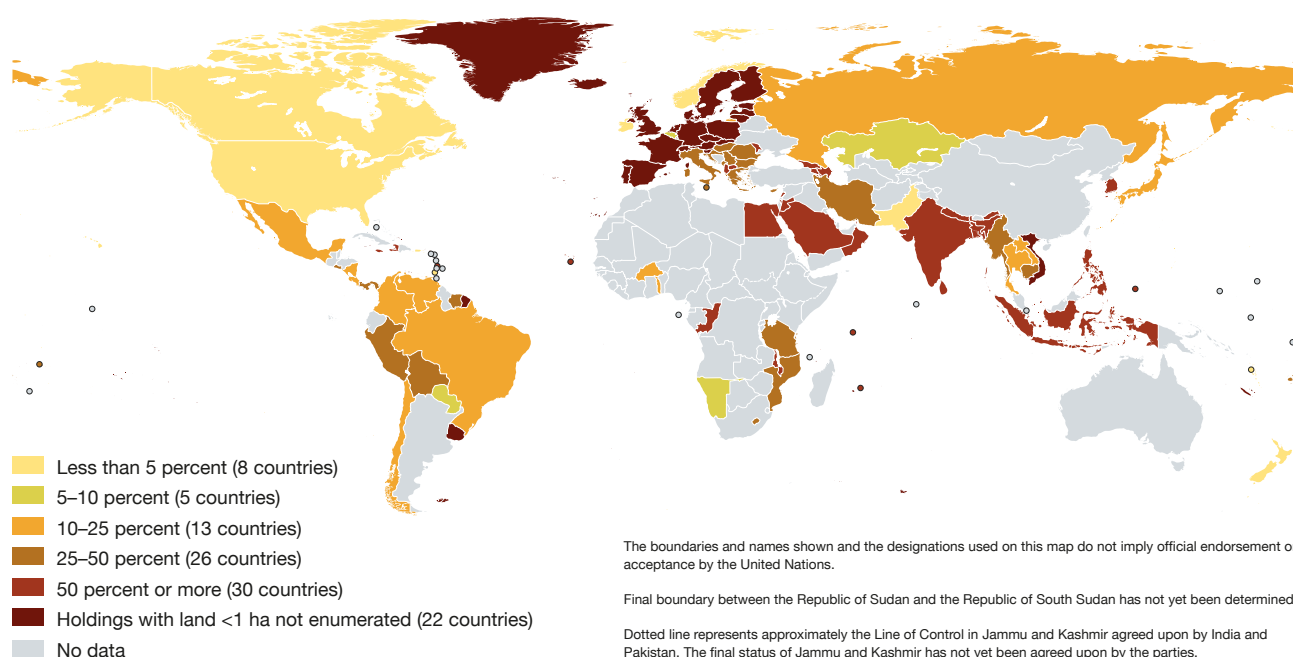 Less than 5 percent (8 countries)
5–10 percent (5 countries)
10–25 percent (13 countries)
25–50 percent (26 countries)
50 percent or more (30 countries)
Holdings with land <1 ha not enumerated (22 countries)
No data
The boundaries and names shown and the designations used on this map do not imply official endorsement o
acceptance by the United Nations.
Final boundary between the Republic of Sudan and the Republic of South Sudan has not yet been determined
Dotted line represents approximately the Line of Control in Jammu and Kashmir agreed upon by India and
Pakistan. The final status of Jammu and Kashmir has not yet been agreed upon by the parties.